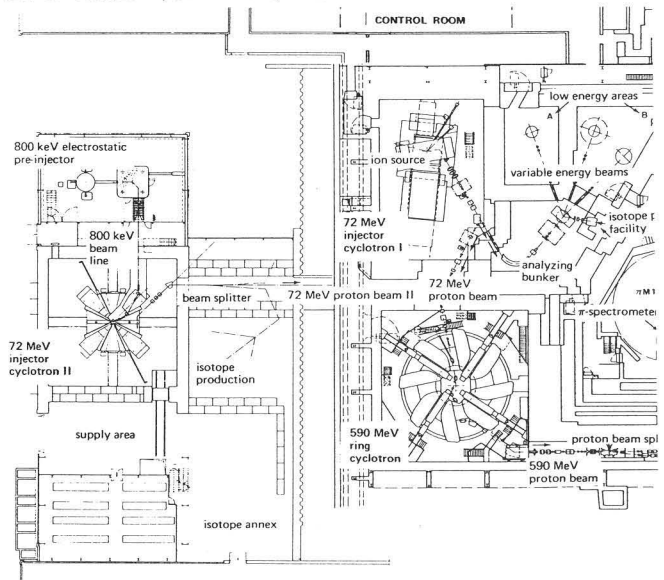 CONTROL ROOM
low energy areas
A
B
800 keV electrostatic
pre-injector
ion source
variable energy beams
72 MeV
injector
cyclotron I
isotope p
facility
800 keV
beam
line
analyzing
bunker
72 MeV
proton beam
beam splitter
72 MeV proton beam II
πM1
π-spectrometer
72 MeV
injector
cyclotron II
isotope
production
supply area
590 MeV
ring
cyclotron
proton beam spl
590 MeV
proton beam
isotope annex